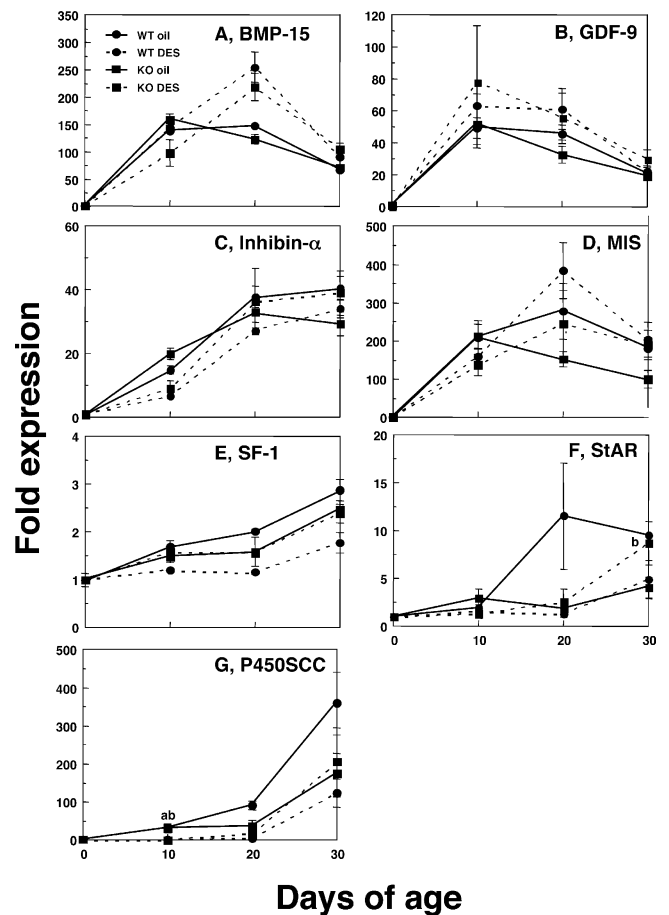 A, BMP-15
WT oil
WT DES
KO oil
KO DES
350
300
250
200
150
100
50
0
B, GDF-9
120
100
80
60
40
20
0
C, Inhibin-α
60
40
20
0
D, MIS
500
400
300
200
100
0
E, SF-1
4
3
2
1
0
F, StAR
20
15
10
5
0
b
0 10 20 30
G, P450SCC
500
400
300
200
100
0
ab
0 10 20 30
Fold expression
Days of age